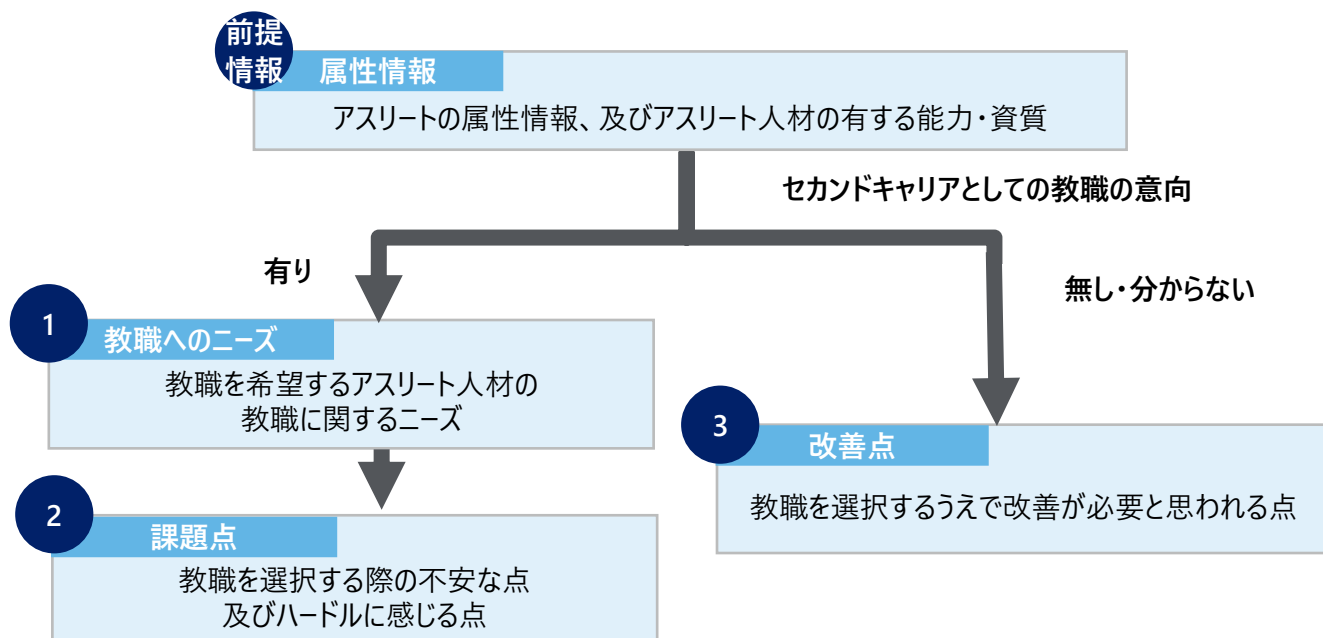 前提
情報
属性情報
アスリートの属性情報、及びアスリート人材の有する能力・資質
セカンドキャリアとしての教職の意向
有り
無し・分からない
1
教職へのニーズ
教職を希望するアスリート人材の
教職に関するニーズ
3
改善点
教職を選択するうえで改善が必要と思われる点
2
課題点
教職を選択する際の不安な点
及びハードルに感じる点